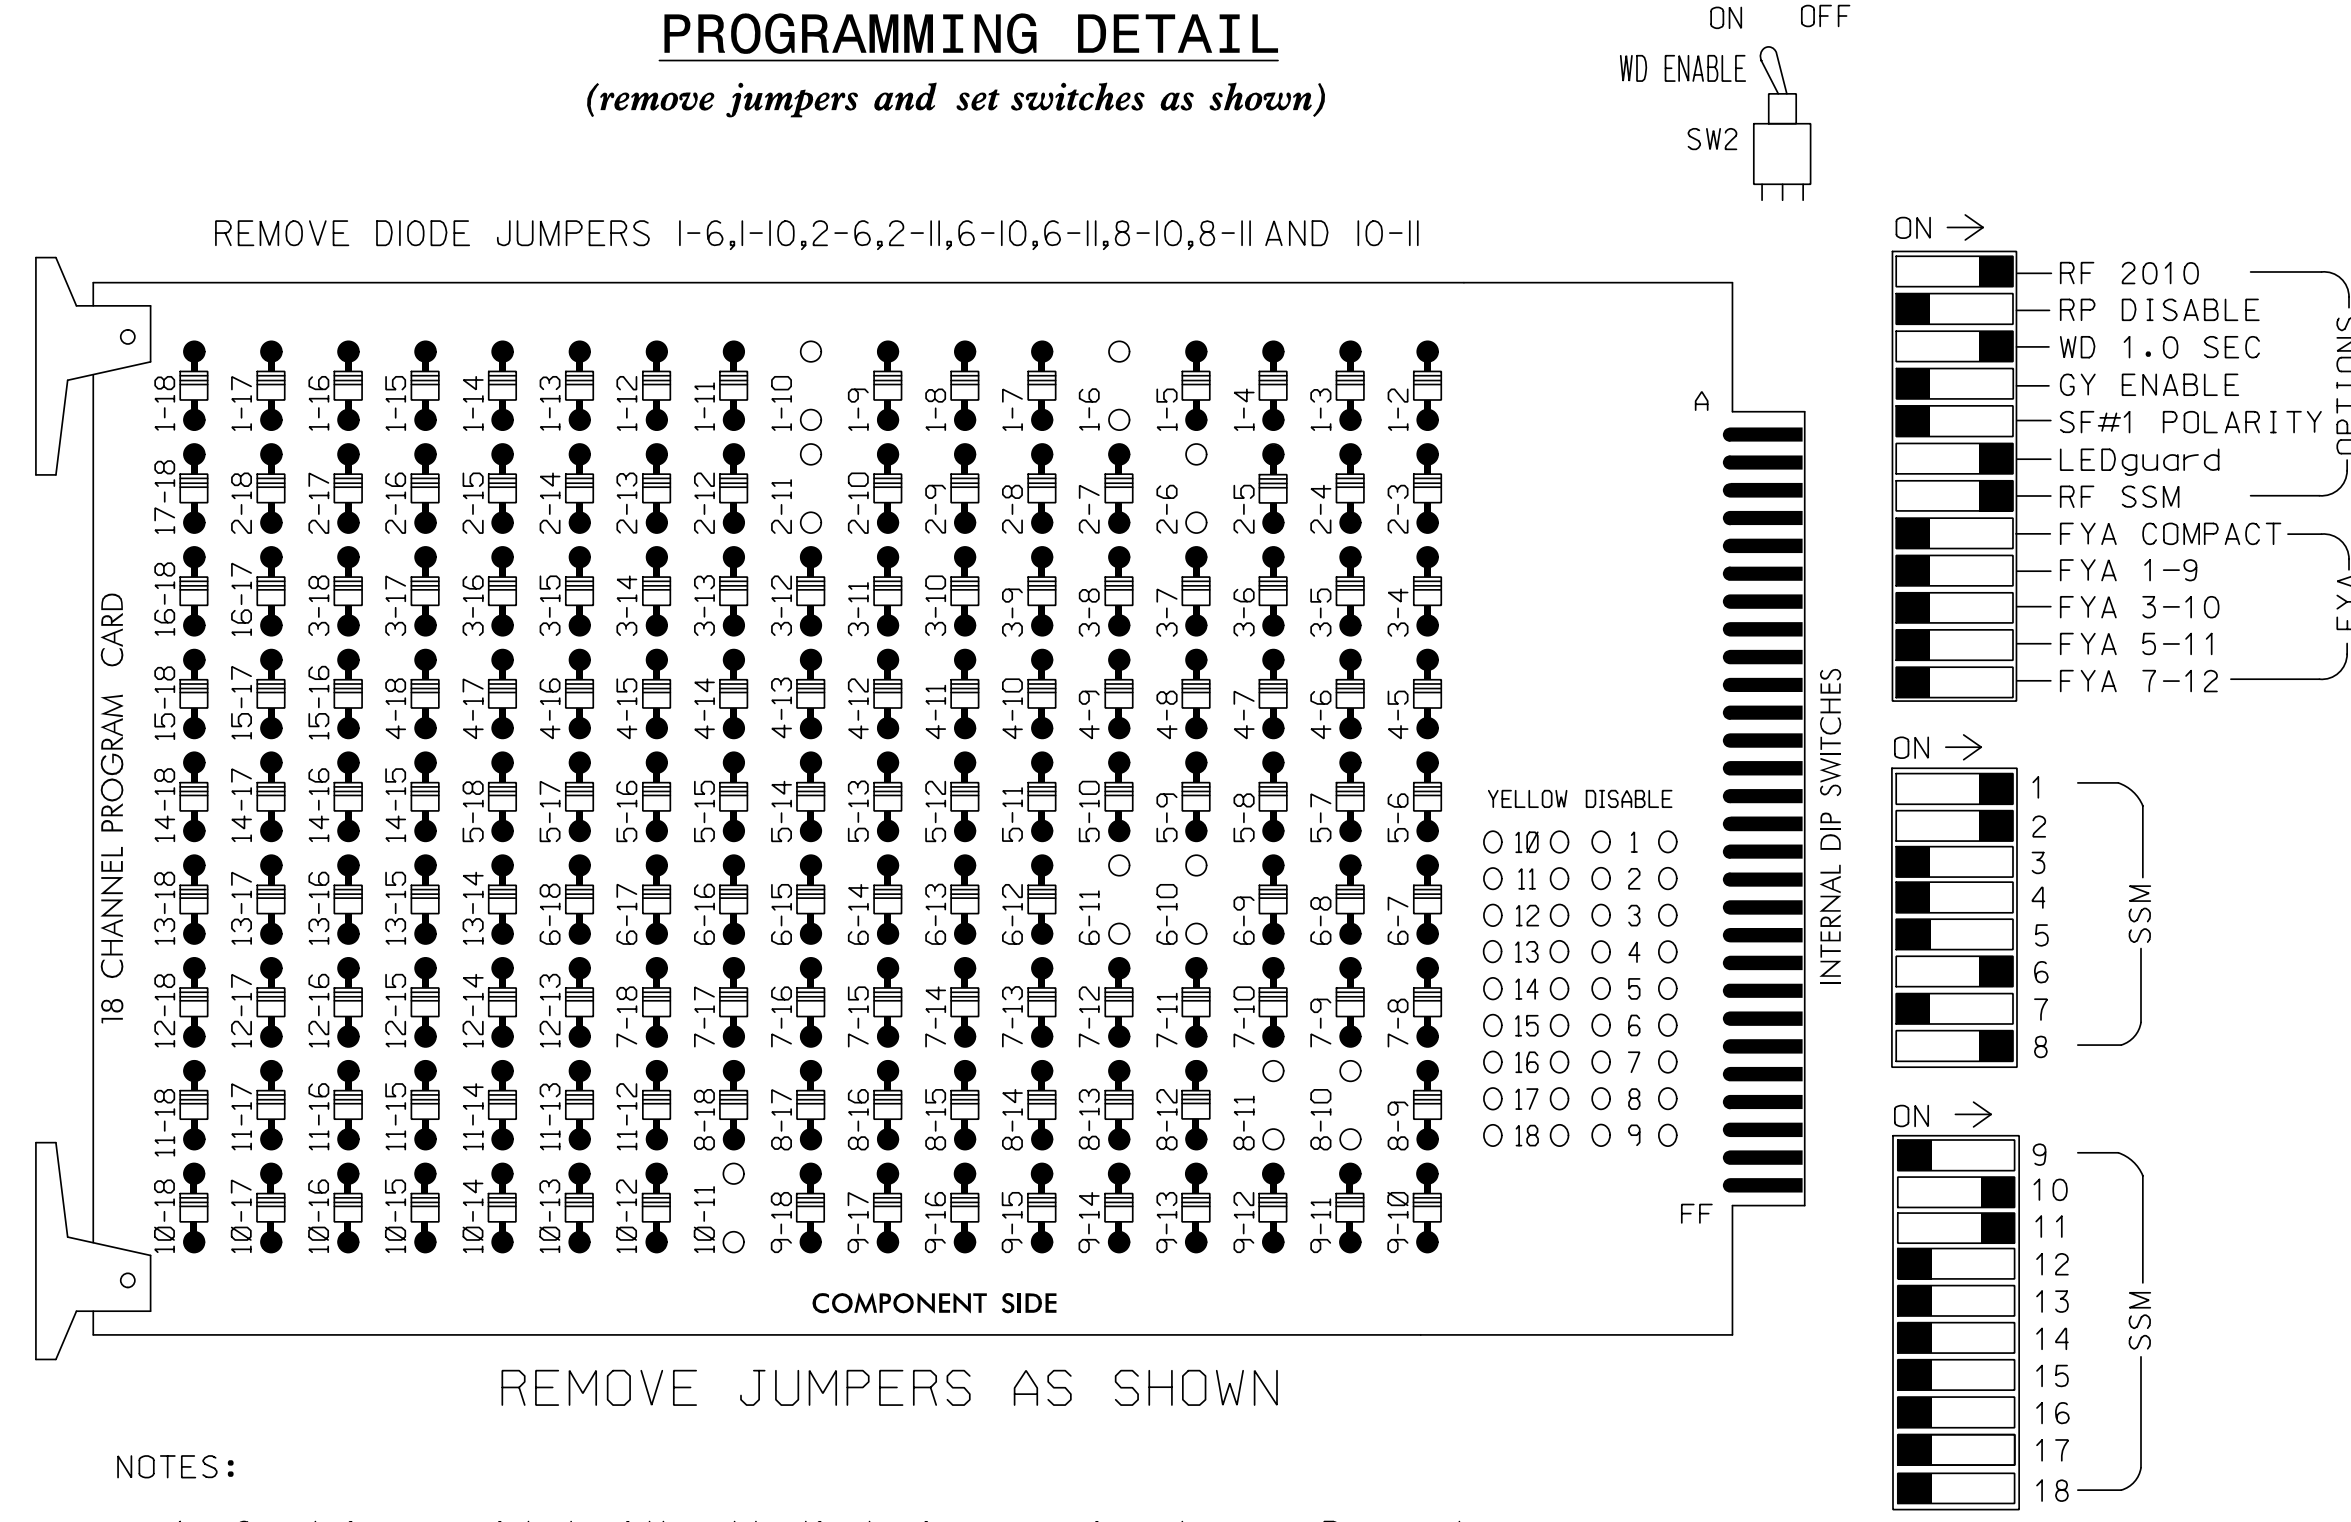 PROGRAMMING DETAIL
(remove jumpers and set switches as shown)
ON OFF
WD ENABLE
SW2
REMOVE DIODE JUMPERS 1-6,1-10,2-6,2-11,6-10,6-11,8-10,8-11 AND 10-11
1-18 1-17 1-16 1-15 1-14 1-13 1-12 1-11 1-10 1-9 1-8 1-7 1-6 1-5 1-4 1-3 1-2
17-18 2-18 2-17 2-16 2-15 2-14 2-13 2-12 2-11 2-10 2-9 2-8 2-7 2-6 2-5 2-4 2-3
16-18 16-17 3-18 3-17 3-16 3-15 3-14 3-13 3-12 3-11 3-10 3-9 3-8 3-7 3-6 3-5 3-4
15-18 15-17 15-16 4-18 4-17 4-16 4-15 4-14 4-13 4-12 4-11 4-10 4-9 4-8 4-7 4-6 4-5
14-18 14-17 14-16 14-15 5-18 5-17 5-16 5-15 5-14 5-13 5-12 5-11 5-10 5-9 5-8 5-7 5-6
13-18 13-17 13-16 13-15 13-14 6-18 6-17 6-16 6-15 6-14 6-13 6-12 6-11 6-10 6-9 6-8 6-7
12-18 12-17 12-16 12-15 12-14 12-13 7-18 7-17 7-16 7-15 7-14 7-13 7-12 7-11 7-10 7-9 7-8
11-18 11-17 11-16 11-15 11-14 11-13 11-12 8-18 8-17 8-16 8-15 8-14 8-13 8-12 8-11 8-10 8-9
10-18 10-17 10-16 10-15 10-14 10-13 10-12 10-11 9-18 9-17 9-16 9-15 9-14 9-13 9-12 9-11 9-10
18 CHANNEL PROGRAM CARD
YELLOW DISABLE
10 1
11 2
12 3
13 4
14 5
15 6
16 7
17 8
18 9
A
FF
COMPONENT SIDE
INTERNAL DIP SWITCHES
ON
RF 2010
RP DISABLE
WD 1.0 SEC
GY ENABLE
SF#1 POLARITY
LEDguard
RF SSM
OPTIONS
FYA COMPACT
FYA 1-9
FYA 3-10
FYA 5-11
FYA 7-12
FYA
ON
1
2
3
4
5
6
7
8
SSM
ON
9
10
11
12
13
14
15
16
17
18
SSM
REMOVE JUMPERS AS SHOWN
NOTES: